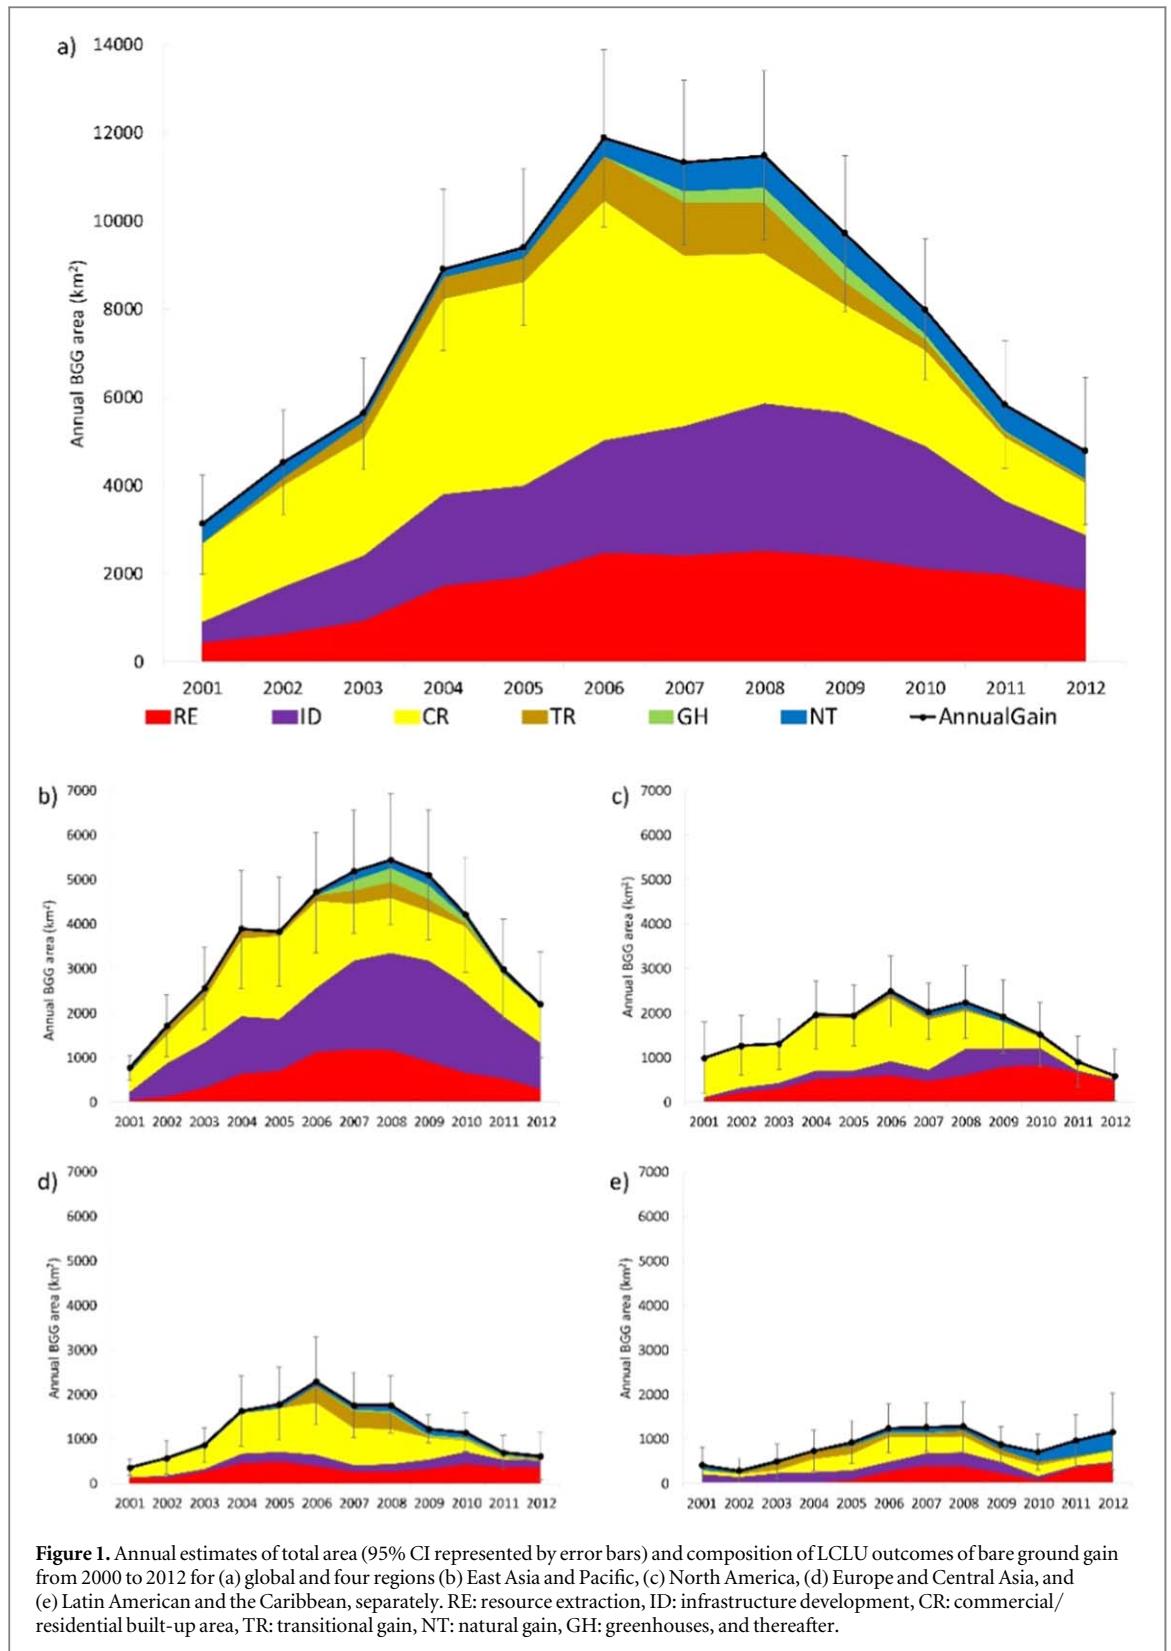 a)
14000
12000
10000
8000
6000
4000
2000
0
Annual BGG area (km²)
2001 2002 2003 2004 2005 2006 2007 2008 2009 2010 2011 2012
RE ID CR TR GH NT AnnualGain
b)
7000
6000
5000
4000
3000
2000
1000
0
Annual BGG area (km²)
2001 2002 2003 2004 2005 2006 2007 2008 2009 2010 2011 2012
c)
7000
6000
5000
4000
3000
2000
1000
0
Annual BGG area (km²)
2001 2002 2003 2004 2005 2006 2007 2008 2009 2010 2011 2012
d)
7000
6000
5000
4000
3000
2000
1000
0
Annual BGG area (km²)
2001 2002 2003 2004 2005 2006 2007 2008 2009 2010 2011 2012
e)
7000
6000
5000
4000
3000
2000
1000
0
Annual BGG area (km²)
2001 2002 2003 2004 2005 2006 2007 2008 2009 2010 2011 2012
Figure 1. Annual estimates of total area (95% CI represented by error bars) and composition of LCLU outcomes of bare ground gain
from 2000 to 2012 for (a) global and four regions (b) East Asia and Pacific, (c) North America, (d) Europe and Central Asia, and
(e) Latin American and the Caribbean, separately. RE: resource extraction, ID: infrastructure development, CR: commercial/
residential built-up area, TR: transitional gain, NT: natural gain, GH: greenhouses, and thereafter.